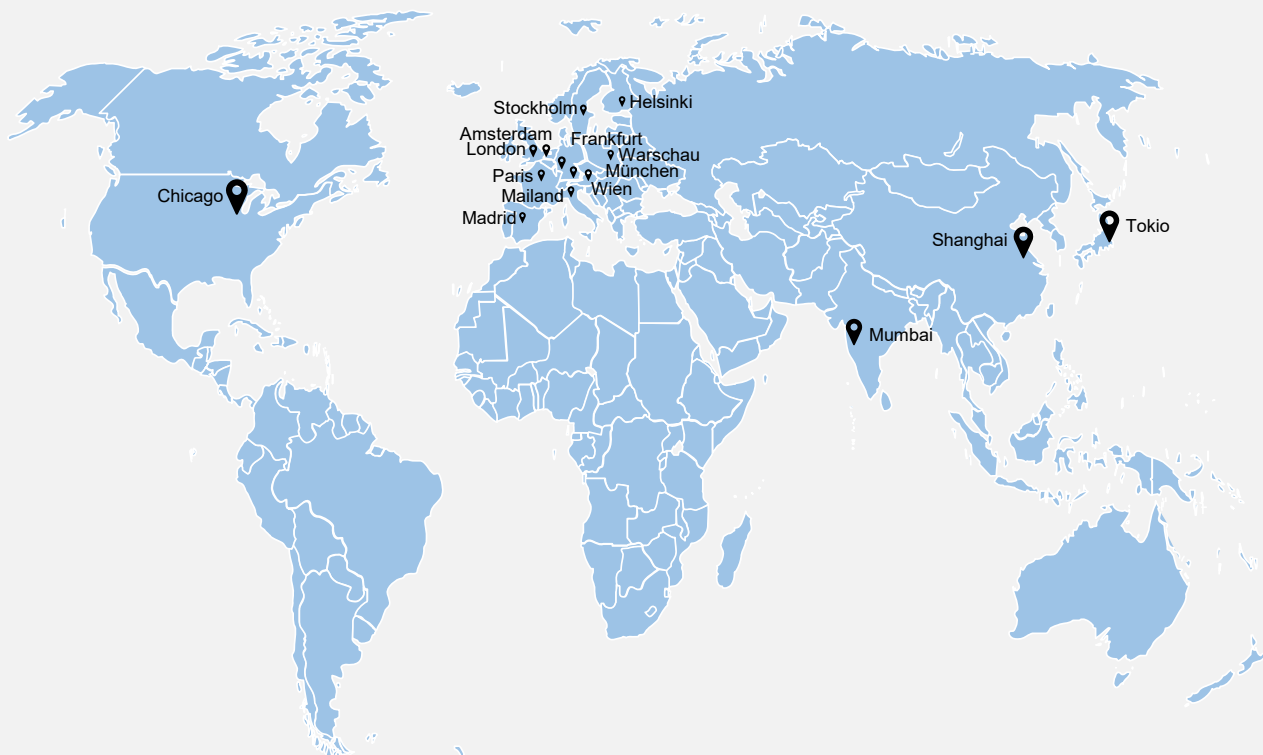 Stockholm
Helsinki
Amsterdam
Frankfurt
London
Warschau
Paris
München
Mailand
Wien
Chicago
Madrid
Shanghai
Tokio
Mumbai